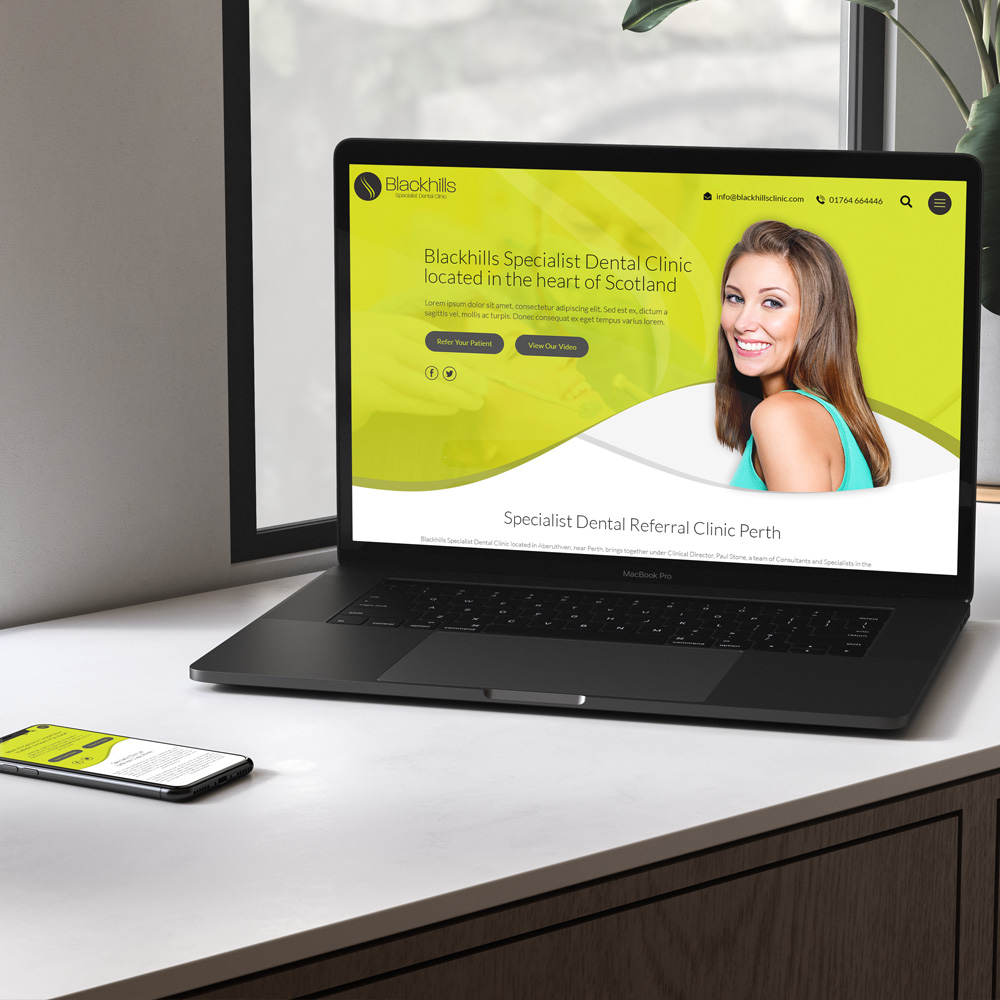 Blackhills
Specialist Dental Clinic
info@blackhillsclinic.com
01764 664446
Blackhills Specialist Dental Clinic
located in the heart of Scotland
Lorem ipsum dolor sit amet, consectetur adipiscing elit. Sed est ex, dictum a
sagittis vel, mollis ac turpis. Donec consequat ex eget tempus varius lorem.
Refer Your Patient
View Our Video
Specialist Dental Referral Clinic Perth
Blackhills Specialist Dental Clinic located in Aberuthven, near Perth, brings together under Clinical Director, Paul Stone, a team of Consultants and Specialists in the
MacBook Pro